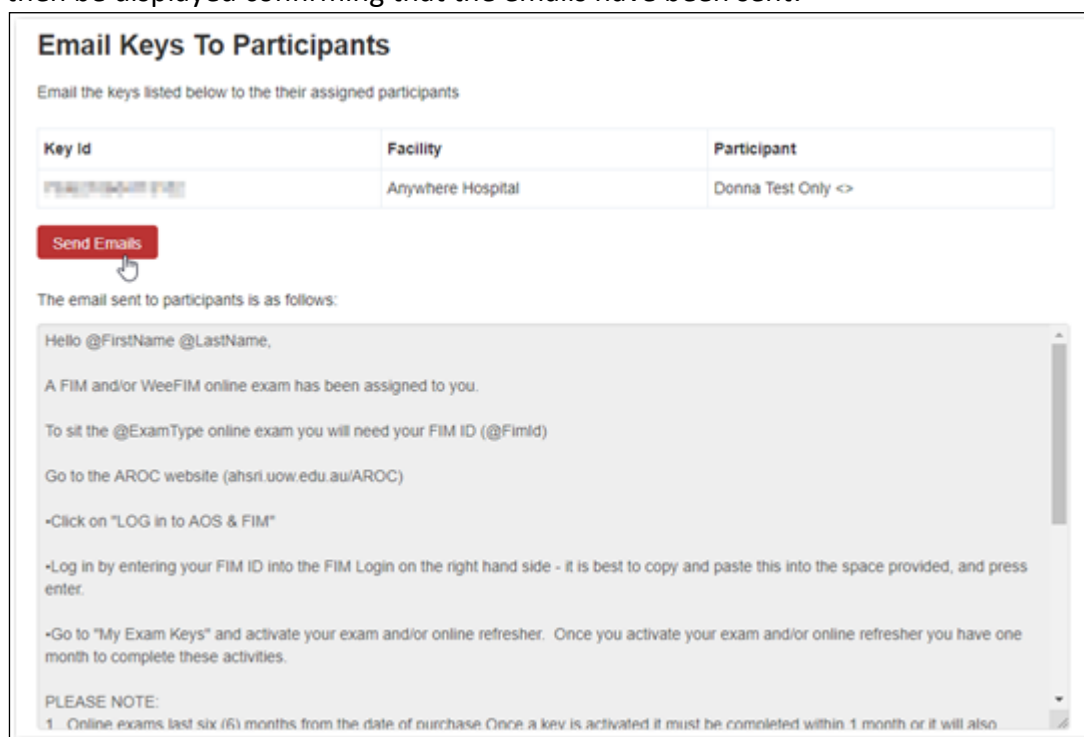 then be displayed confirming that the emails have been sent.
Email Keys To Participants
Email the keys listed below to the their assigned participants
Key Id Facility Participant
Anywhere Hospital Donna Test Only <>
Send Emails
The email sent to participants is as follows:
Hello @FirstName @LastName,
A FIM and/or WeeFIM online exam has been assigned to you.
To sit the @ExamType online exam you will need your FIM ID (@FimId)
Go to the AROC website (ahsri.uow.edu.au/AROC)
•Click on "LOG in to AOS & FIM"
•Log in by entering your FIM ID into the FIM Login on the right hand side - it is best to copy and paste this into the space provided, and press
enter.
•Go to "My Exam Keys" and activate your exam and/or online refresher. Once you activate your exam and/or online refresher you have one
month to complete these activities.
PLEASE NOTE:
1. Online exams last six (6) months from the date of purchase.Once a key is activated it must be completed within 1 month or it will also